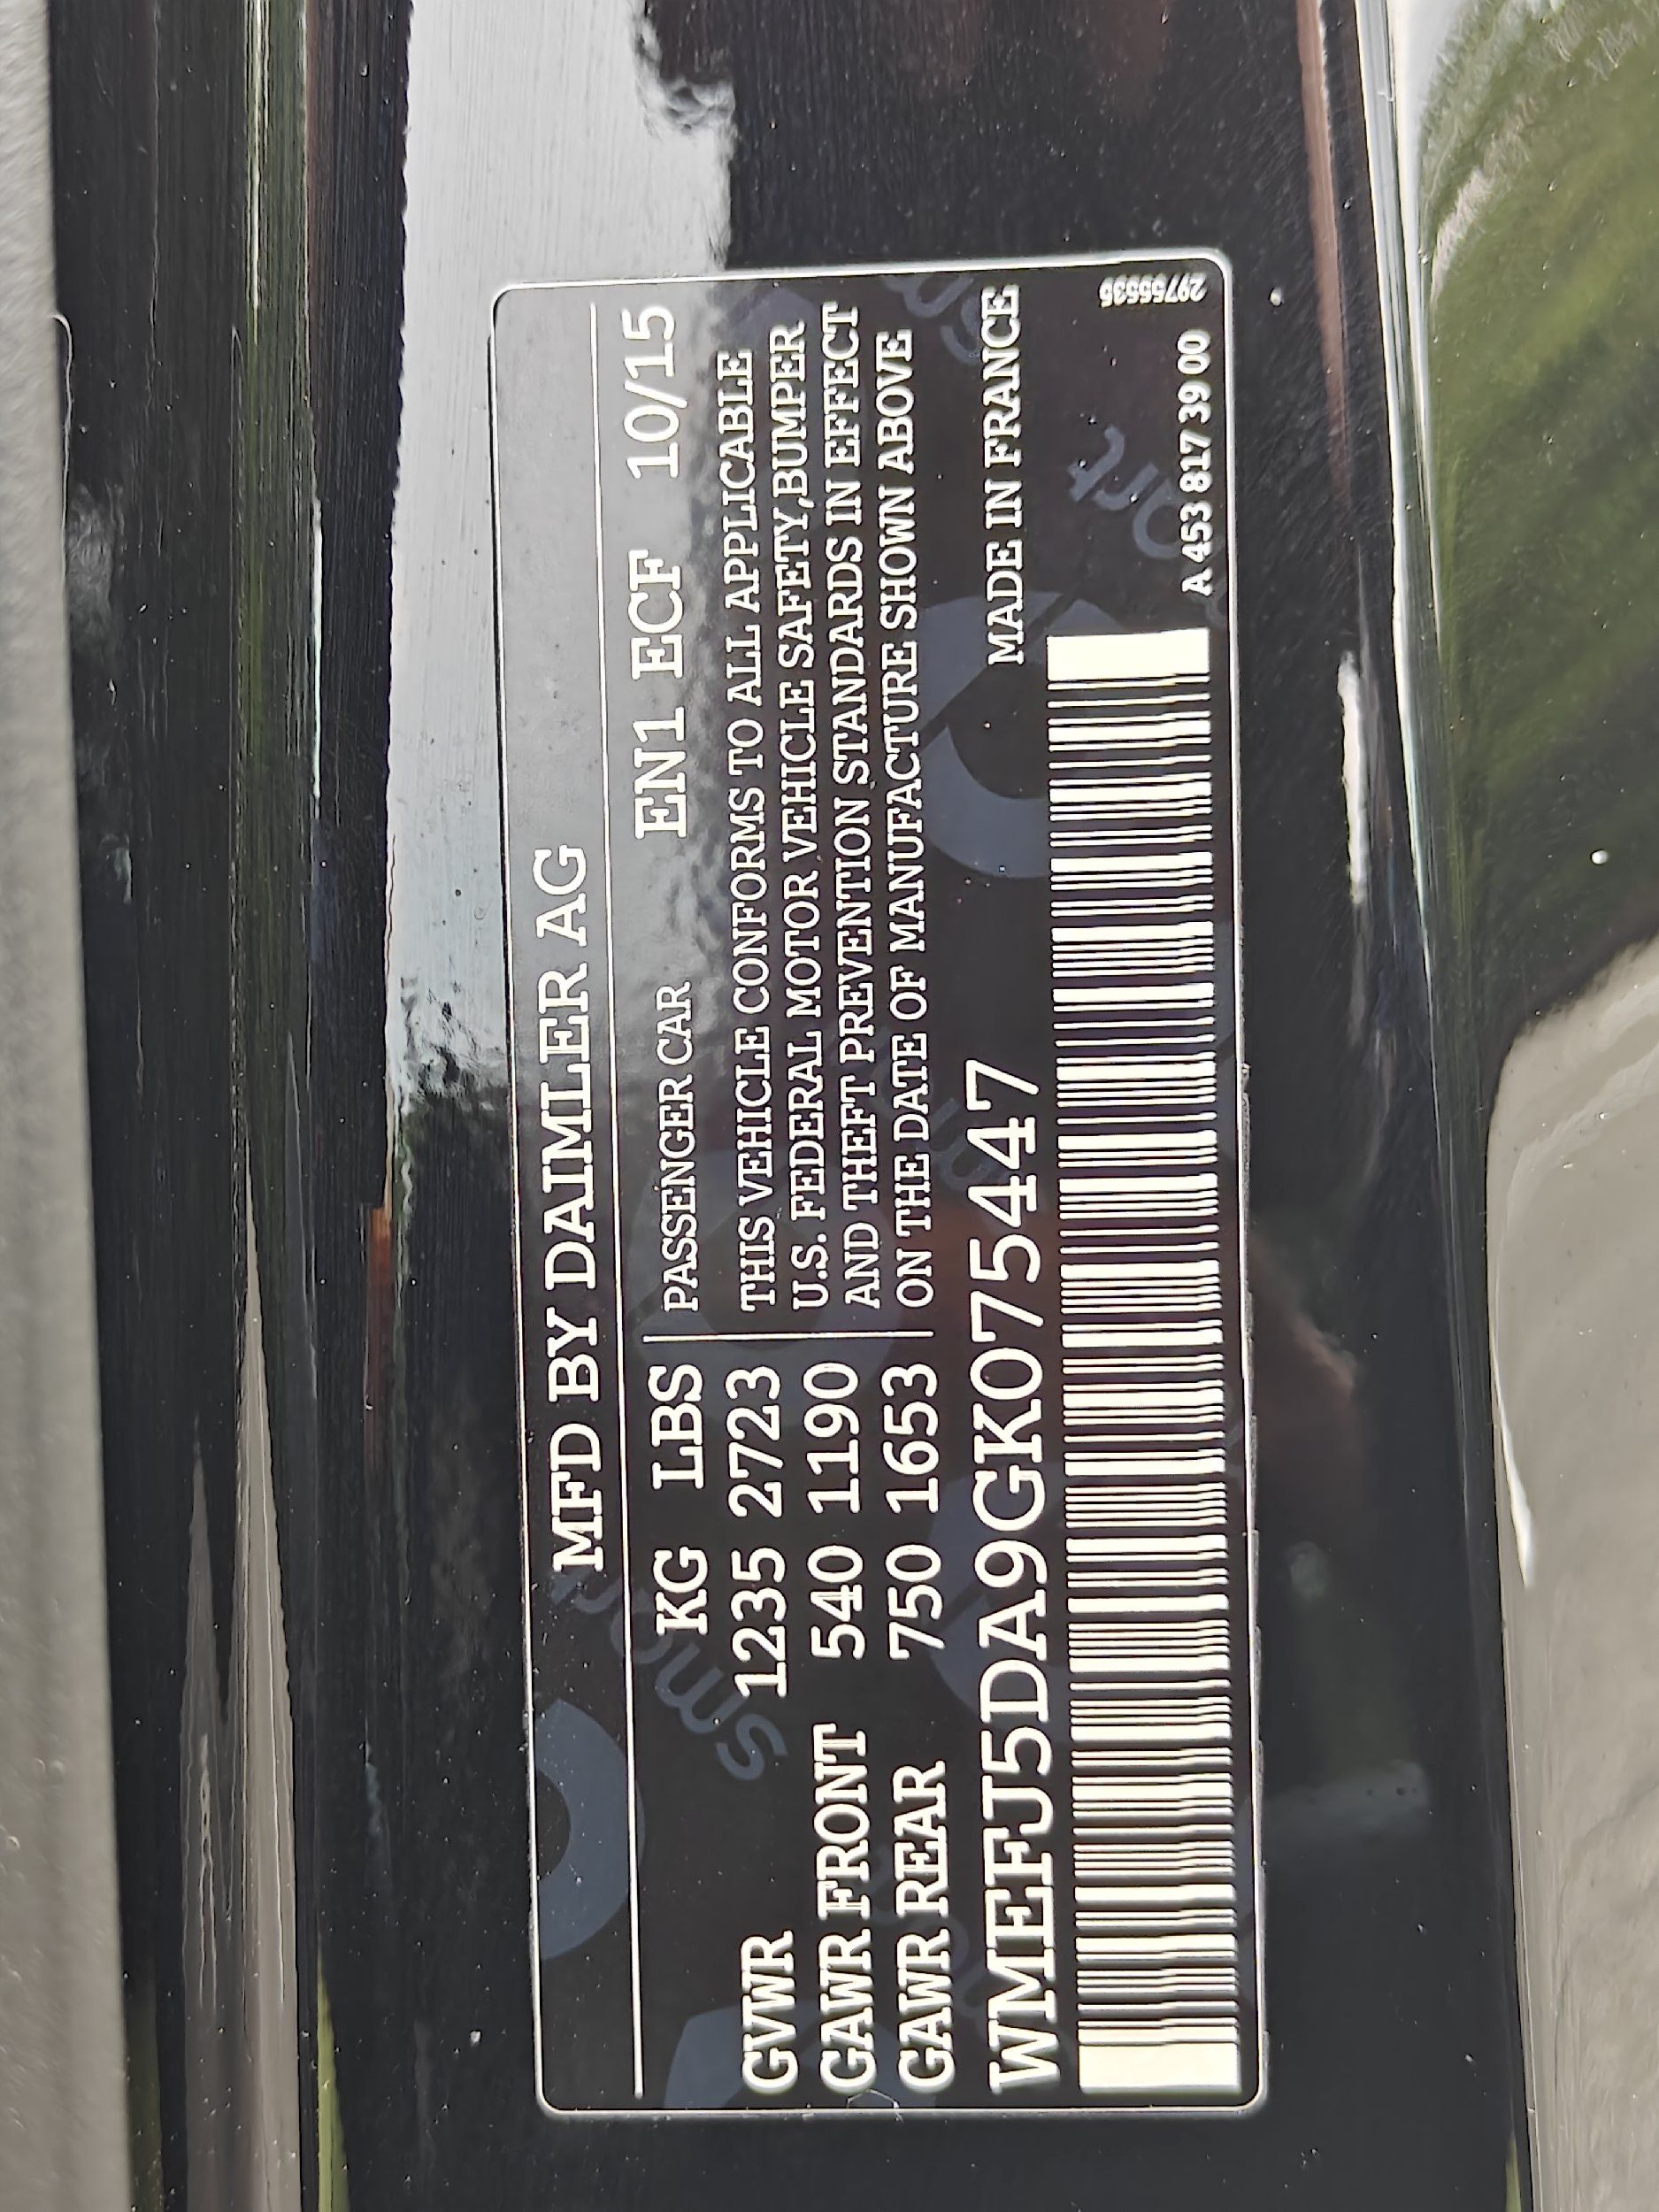 MFD BY DAIMLER AG
KG LBS PASSENGER CAR EN1 ECF 10/15
GVWR 1235 2723 THIS VEHICLE CONFORMS TO ALL APPLICABLE
U.S. FEDERAL MOTOR VEHICLE SAFETY,BUMPER
GAWR FRONT 540 1190 AND THEFT PREVENTION STANDARDS IN EFFECT
GAWR REAR 750 1653 ON THE DATE OF MANUFACTURE SHOWN ABOVE
WMEFJ5DA9GK075447 MADE IN FRANCE
A 453 817 39 00
29755535
smart